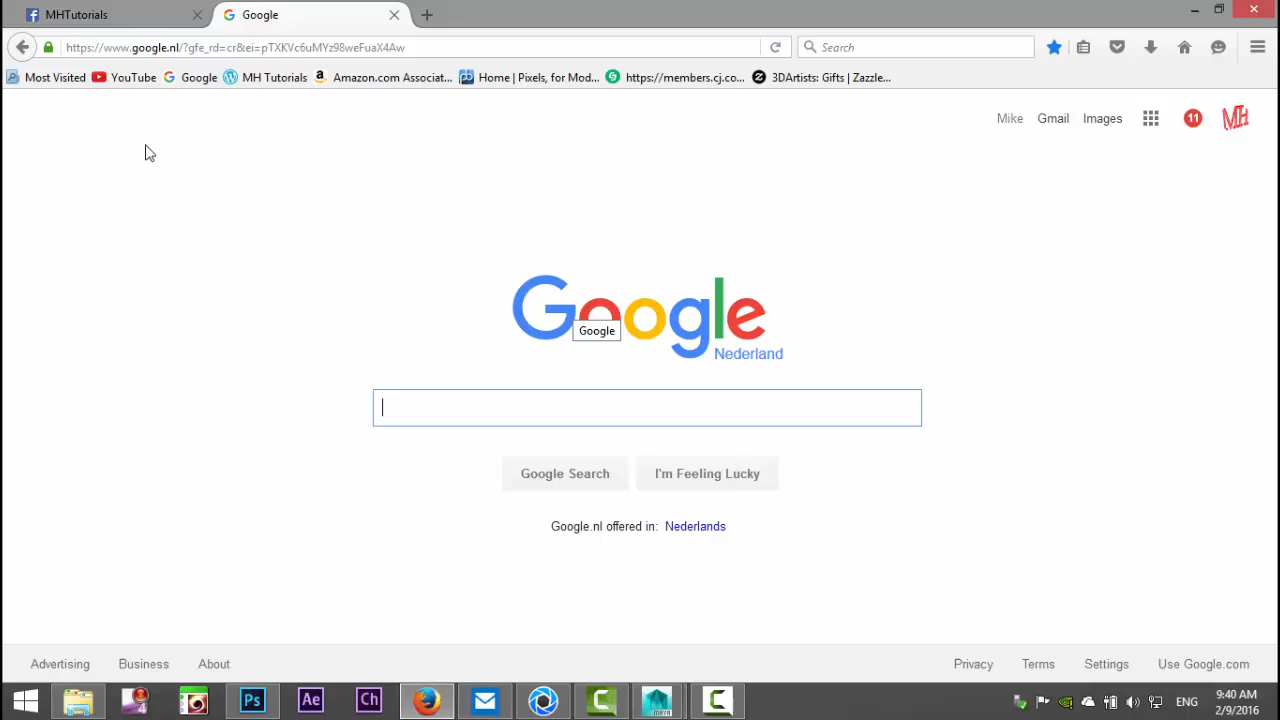 MHTutorials
Google
https://www.google.nl/?gfe_rd=cr&ei=pTXKVc6uMYz98weFuaX4Aw
Search
Most Visited YouTube Google MH Tutorials Amazon.com Associat... Home | Pixels, for Mod... https://members.cj.co... 3DArtists: Gifts | Zazzle...
Mike Gmail Images 11 MH
Google
Google
Nederland
Google Search I'm Feeling Lucky
Google.nl offered in: Nederlands
Advertising Business About Privacy Terms Settings Use Google.com
Ps Ae Ch C C ENG 9:40 AM
2/9/2016